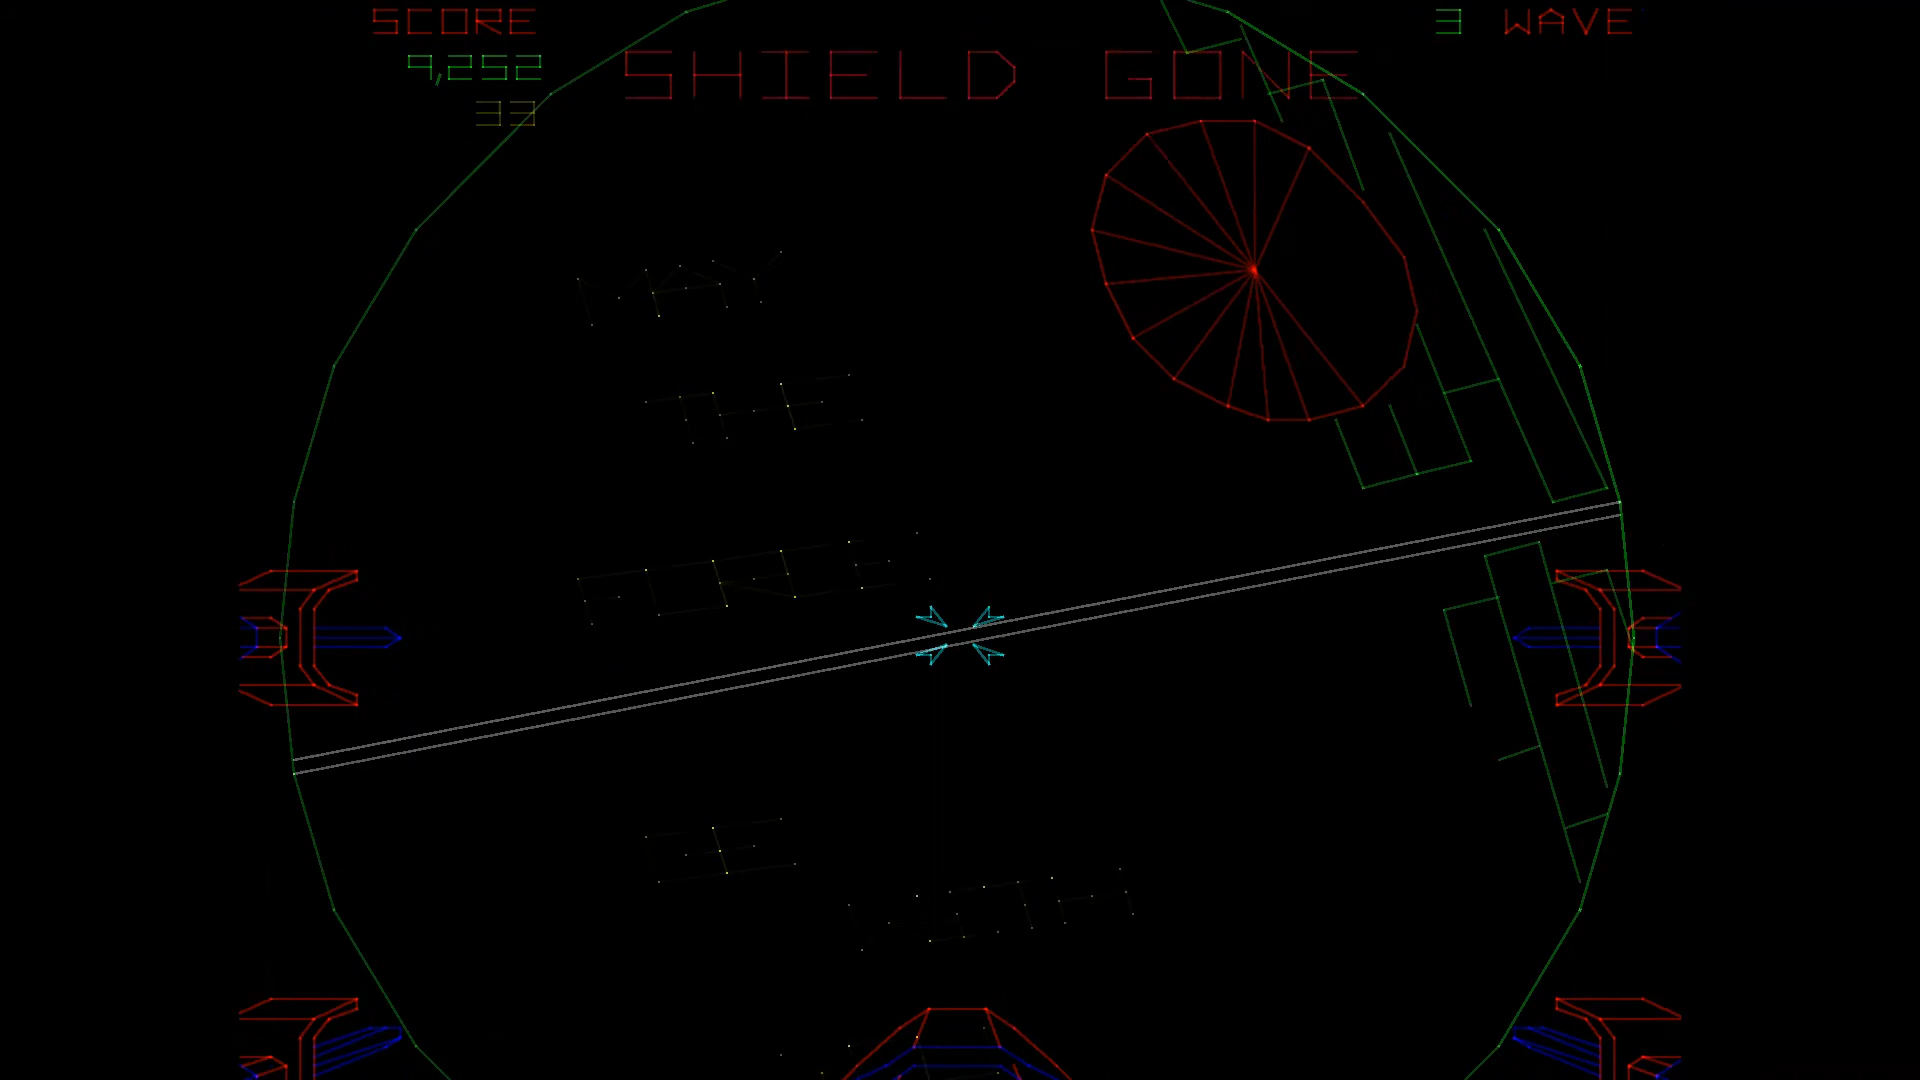 SCORE
3 WAVE
9,252
SHIELD GONE
33
MAY
THE
FORCE
BE
WITH